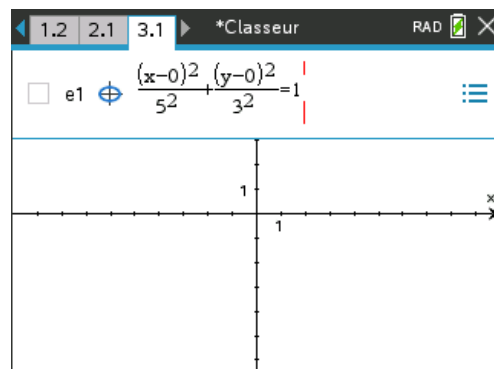 1.2 2.1 3.1 *Classeur RAD
e1 (x-0)²/5² + (y-0)²/3² =1
1
x
1